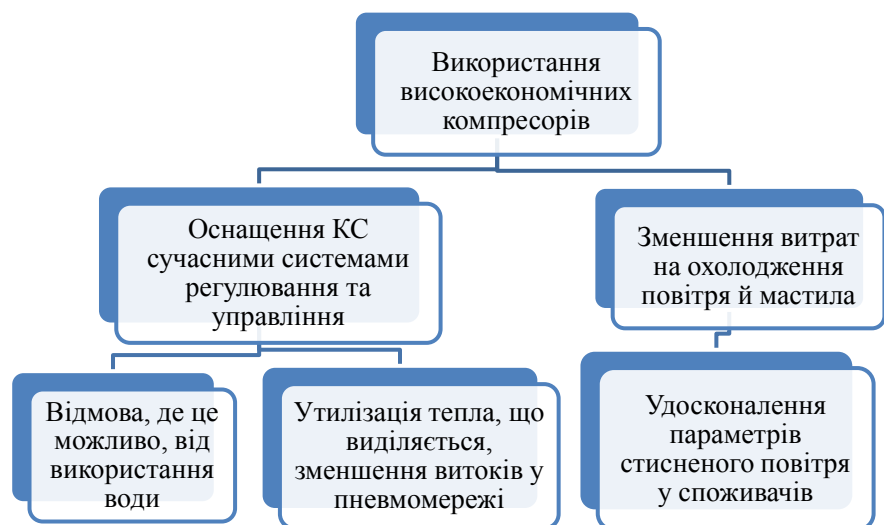 Використання
високоекономічних
компресорів
Оснащення КС
сучасними системами
регулювання та
управління
Зменшення витрат
на охолодження
повітря й мастила
Відмова, де це
можливо, від
використання
води
Утилізація тепла, що
виділяється,
зменшення витоків у
пневмомережі
Удосконалення
параметрів
стисненого повітря
у споживачів